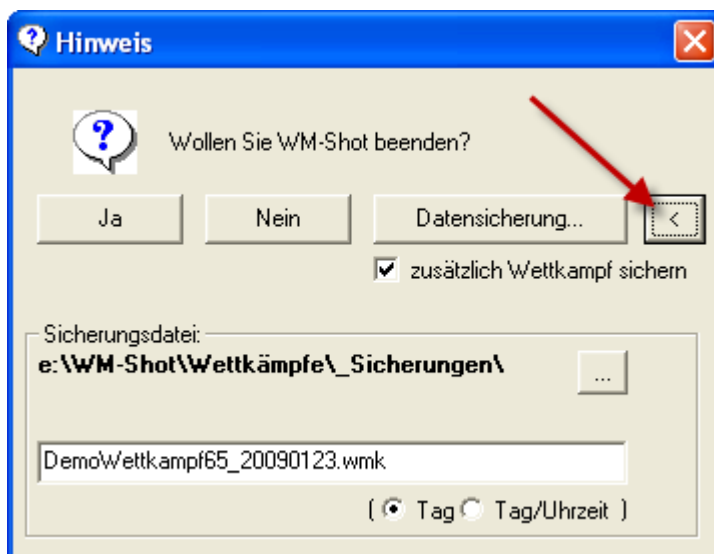 Hinweis
Wollen Sie WM-Shot beenden?
Ja Nein Datensicherung... <
zusätzlich Wettkampf sichern
Sicherungsdatei:
e:\WM-Shot\Wettkämpfe\_Sicherungen\ ...
DemoWettkampf65_20090123.wmk
( Tag Tag/Uhrzeit )